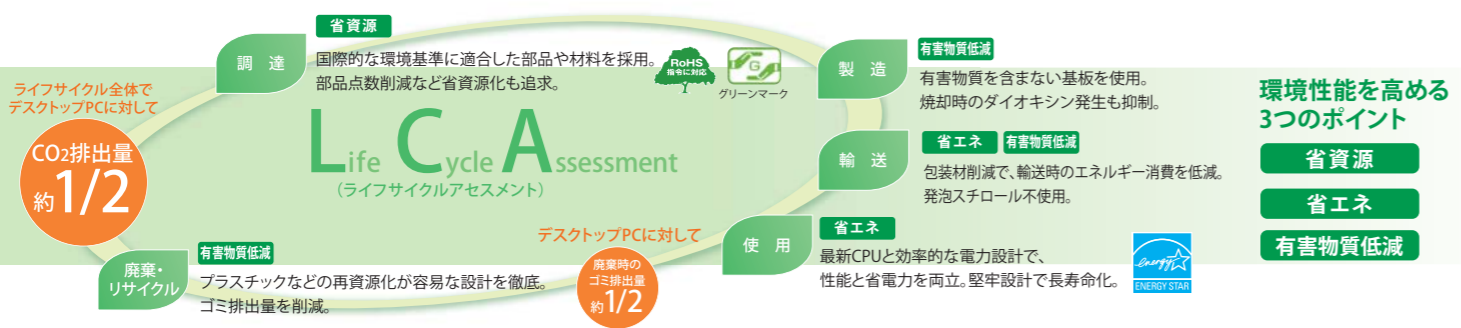 ライフサイクル全体で
デスクトップPCに対して
CO2排出量
約1/2
調 達
省資源
国際的な環境基準に適合した部品や材料を採用。
部品点数削減など省資源化も追求。
RoHS
指令に対応
G
グリーンマーク
Life Cycle Assessment
(ライフサイクルアセスメント)
製 造
有害物質低減
有害物質を含まない基板を使用。
焼却時のダイオキシン発生も抑制。
輸 送
省エネ 有害物質低減
包装材削減で、輸送時のエネルギー消費を低減。
発泡スチロール不使用。
使 用
省エネ
最新CPUと効率的な電力設計で、
性能と省電力を両立。堅牢設計で長寿命化。
energy
ENERGY STAR
デスクトップPCに対して
廃棄時の
ゴミ排出量
約1/2
廃棄・
リサイクル
有害物質低減
プラスチックなどの再資源化が容易な設計を徹底。
ゴミ排出量を削減。
環境性能を高める
3つのポイント
省資源
省エネ
有害物質低減